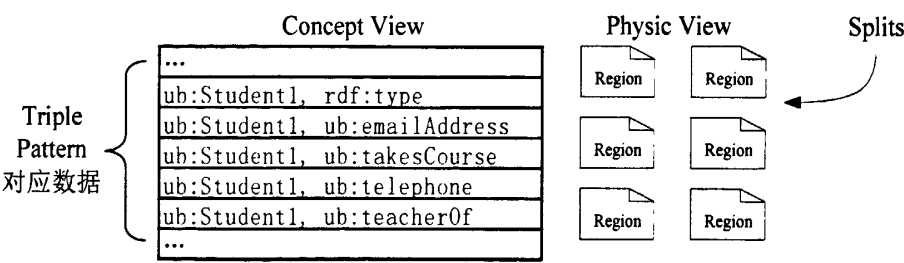 Concept View
Physic View
Splits
...
ub:Student1, rdf:type
ub:Student1, ub:emailAddress
ub:Student1, ub:takesCourse
ub:Student1, ub:telephone
ub:Student1, ub:teacherOf
...
Triple
Pattern
对应数据
Region
Region
Region
Region
Region
Region